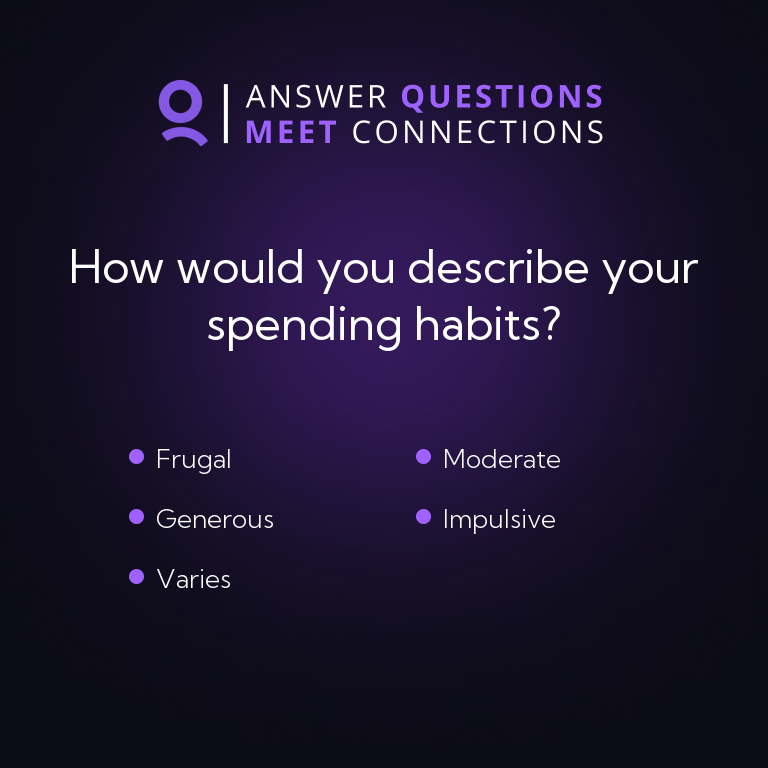 ANSWER QUESTIONS
MEET CONNECTIONS
How would you describe your
spending habits?
Frugal
Moderate
Generous
Impulsive
Varies